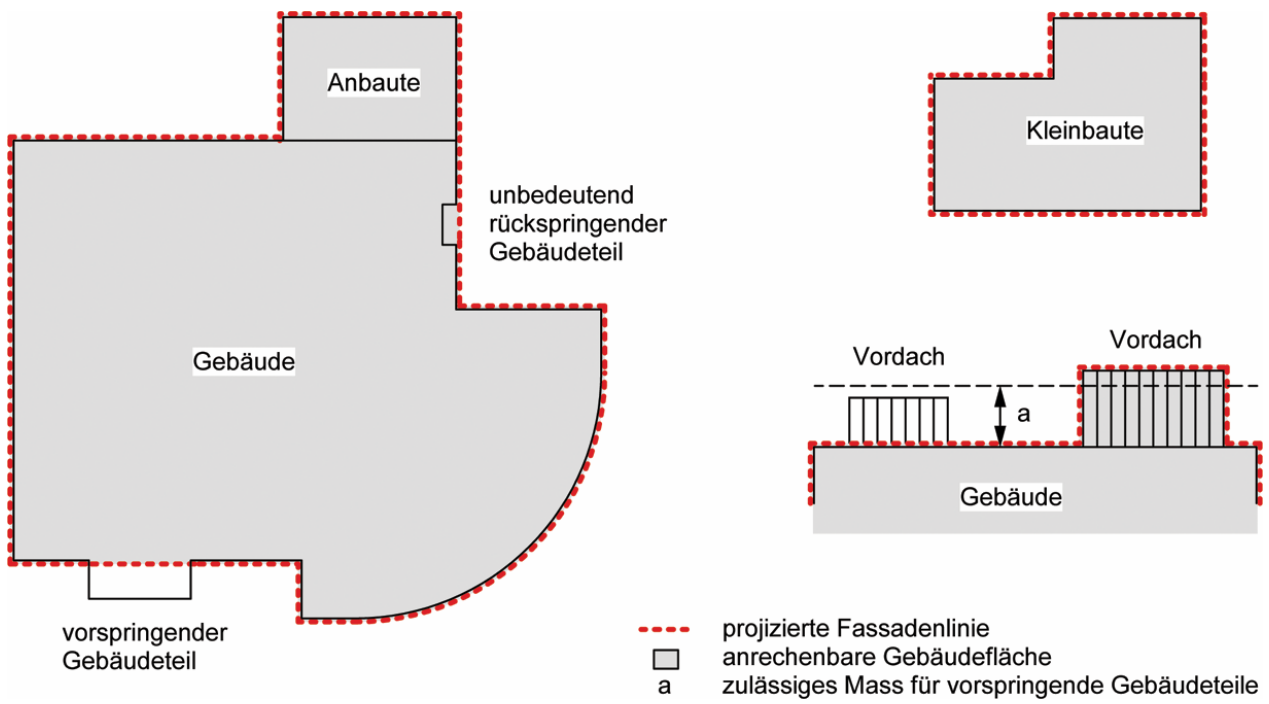 Anbaute
Kleinbaute
unbedeutend
rückspringender
Gebäudeteil
Gebäude
Vordach
Vordach
a
Gebäude
vorspringender
Gebäudeteil
projizierte Fassadenlinie
anrechenbare Gebäudefläche
a zulässiges Mass für vorspringende Gebäudeteile